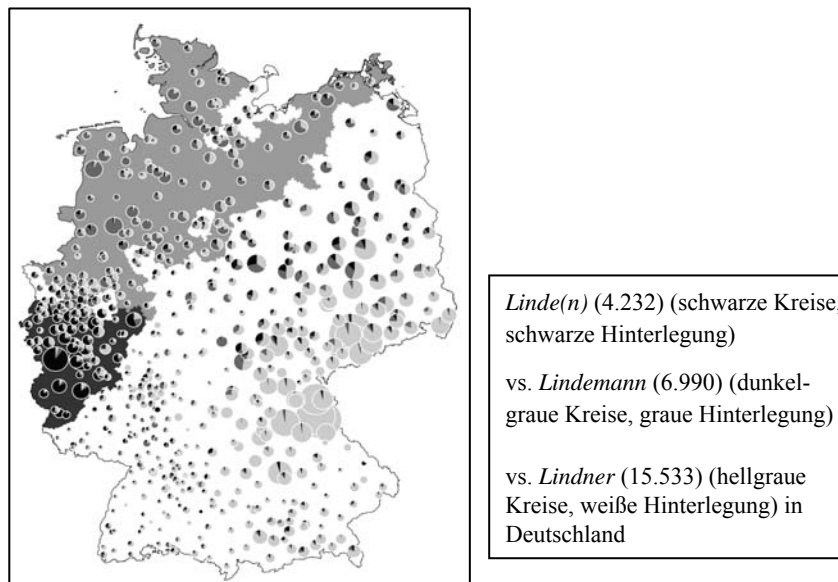 Linde(n) (4.232) (schwarze Kreise,
schwarze Hinterlegung)
vs. Lindemann (6.990) (dunkel-
graue Kreise, graue Hinterlegung)
vs. Lindner (15.533) (hellgraue
Kreise, weiße Hinterlegung) in
Deutschland